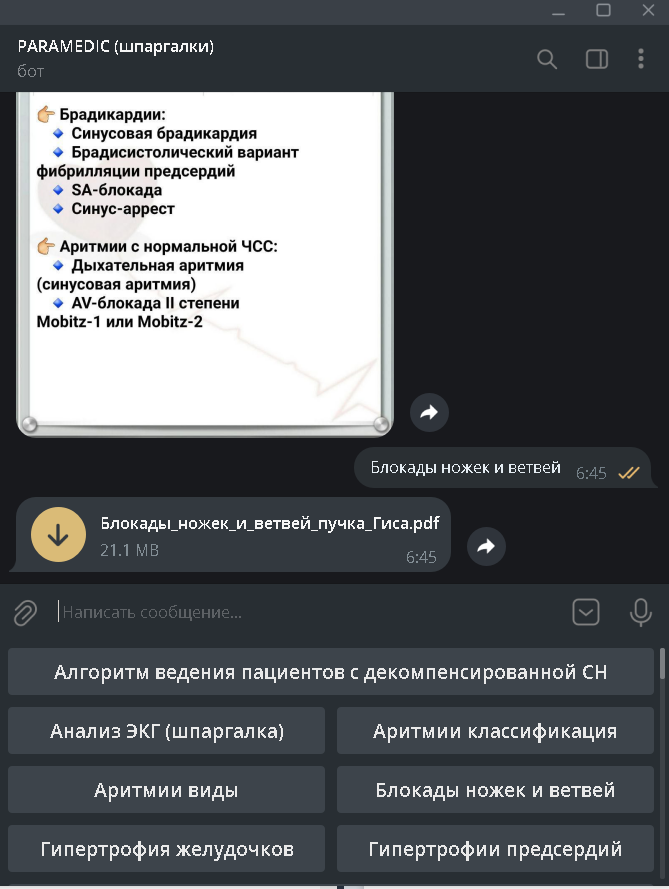 PARAMEDIC (шпаргалки)
бот
👉 Брадикардии:
🔹 Синусовая брадикардия
🔹 Брадисистолический вариант
фибрилляции предсердий
🔹 SA-блокада
🔹 Синус-аррест
👉 Аритмии с нормальной ЧСС:
🔹 Дыхательная аритмия
(синусовая аритмия)
🔹 AV-блокада II степени
Mobitz-1 или Mobitz-2
Блокады ножек и ветвей 6:45
Блокады_ножек_и_ветвей_пучка_Гиса.pdf
21.1 MB 6:45
Написать сообщение...
Алгоритм ведения пациентов с декомпенсированной СН
Анализ ЭКГ (шпаргалка)
Аритмии классификация
Аритмии виды
Блокады ножек и ветвей
Гипертрофия желудочков
Гипертрофии предсердий